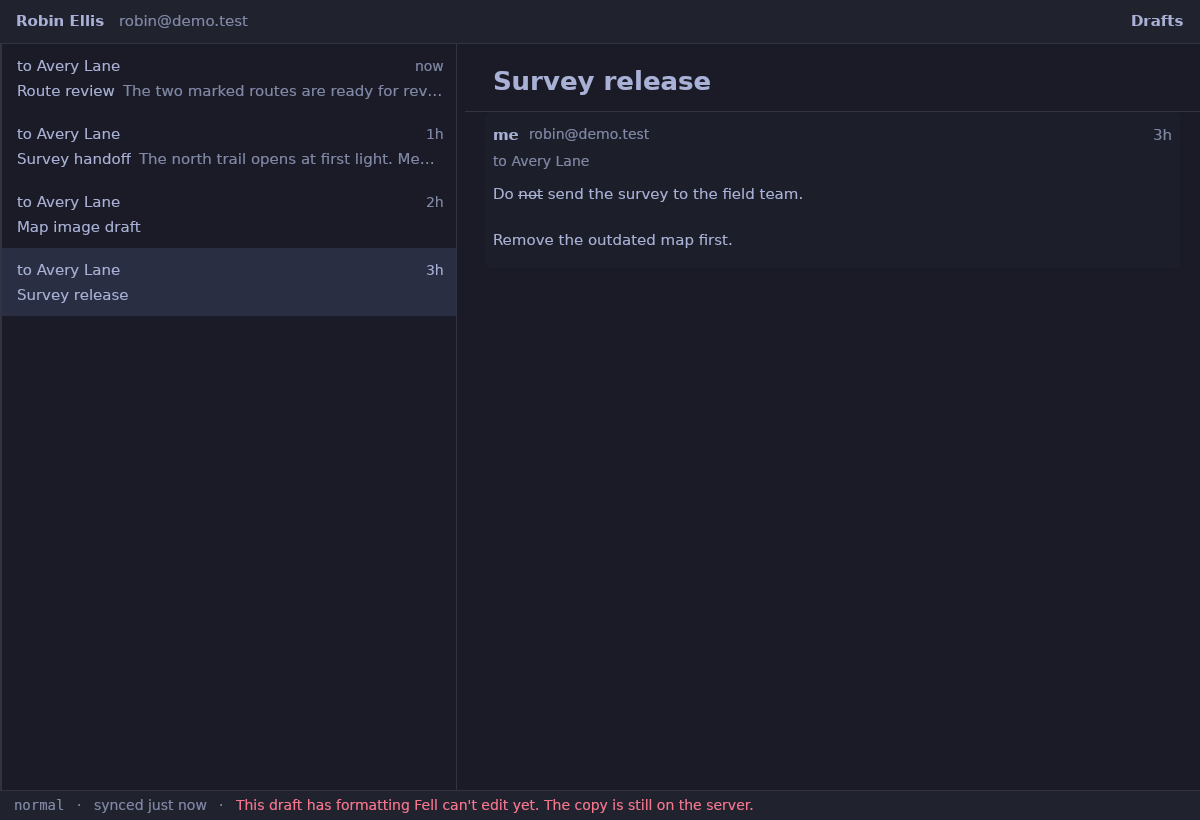 Robin Ellis robin@demo.test Drafts
to Avery Lane now
Route review The two marked routes are ready for rev…
to Avery Lane 1h
Survey handoff The north trail opens at first light. Me…
to Avery Lane 2h
Map image draft
to Avery Lane 3h
Survey release
Survey release
me robin@demo.test 3h
to Avery Lane
Do not send the survey to the field team.
Remove the outdated map first.
normal · synced just now · This draft has formatting Fell can't edit yet. The copy is still on the server.